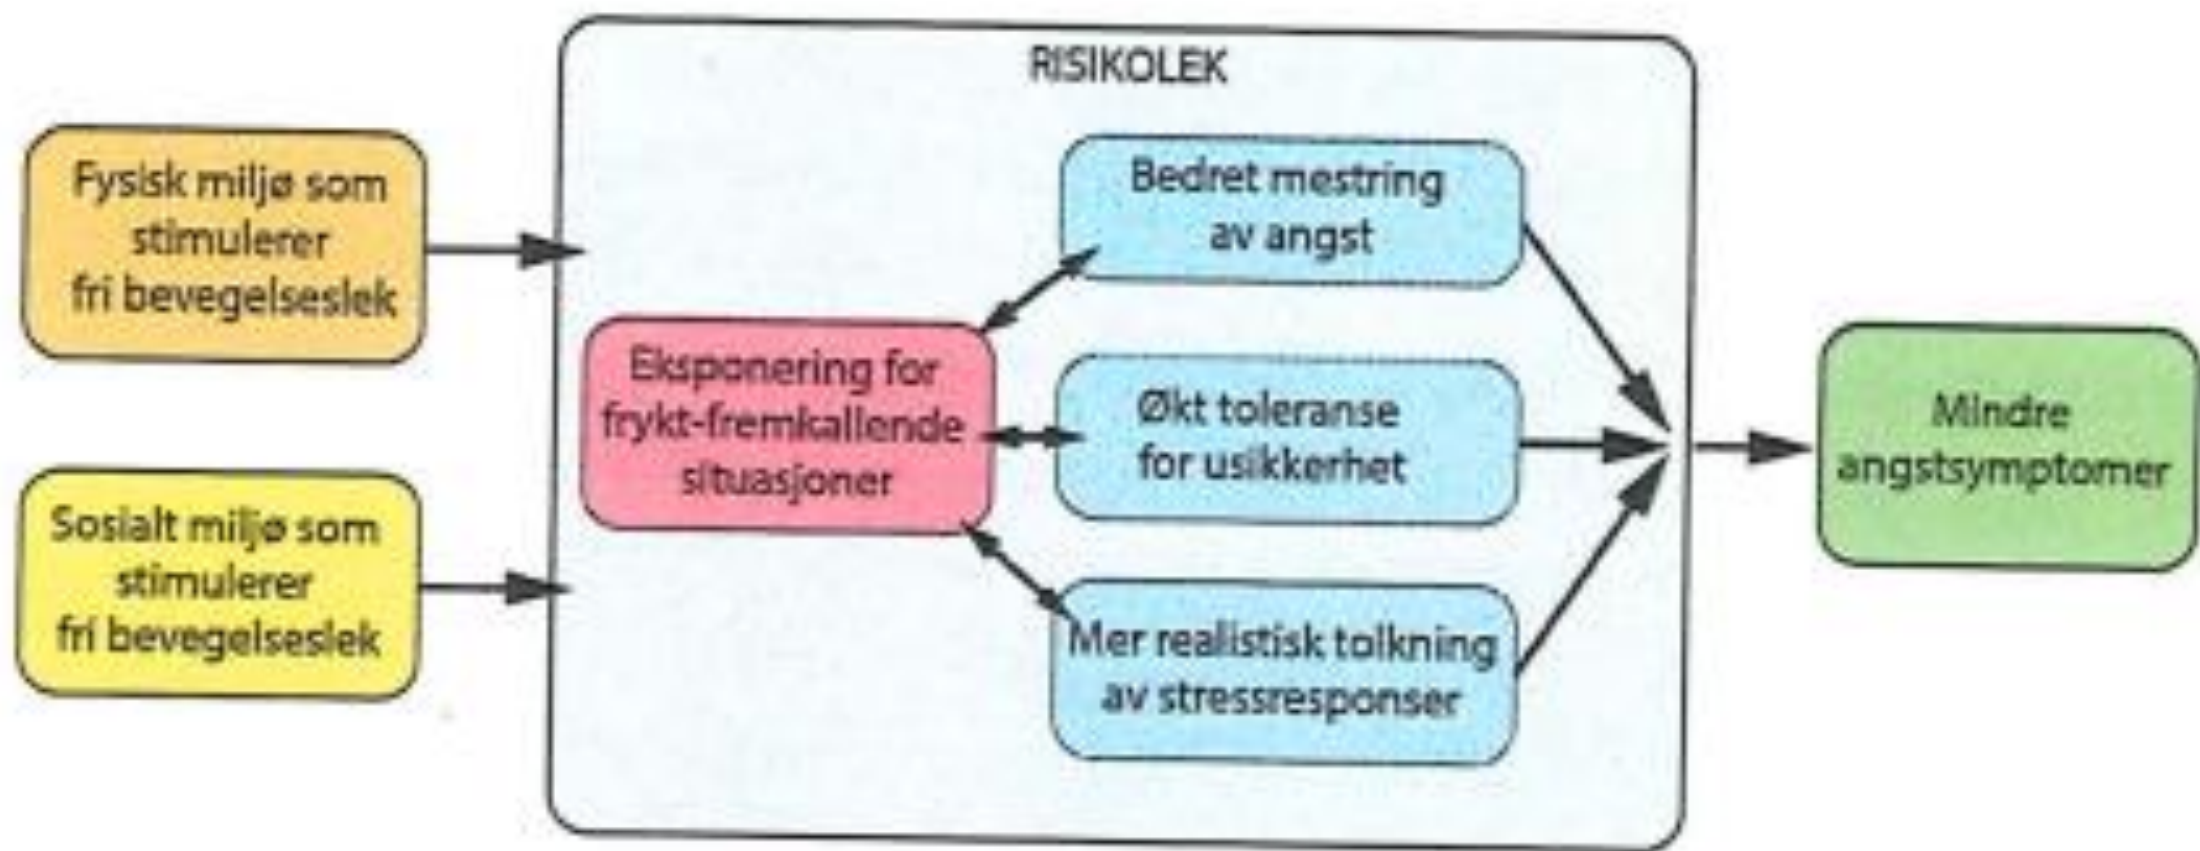 RISIKOLEK
Fysisk miljø som
stimulerer
fri bevegelseslek
Sosialt miljø som
stimulerer
fri bevegelseslek
Eksponering for
frykt-fremkallende
situasjoner
Bedret mestring
av angst
Økt toleranse
for usikkerhet
Mer realistisk tolkning
av stressresponser
Mindre
angstsymptomer